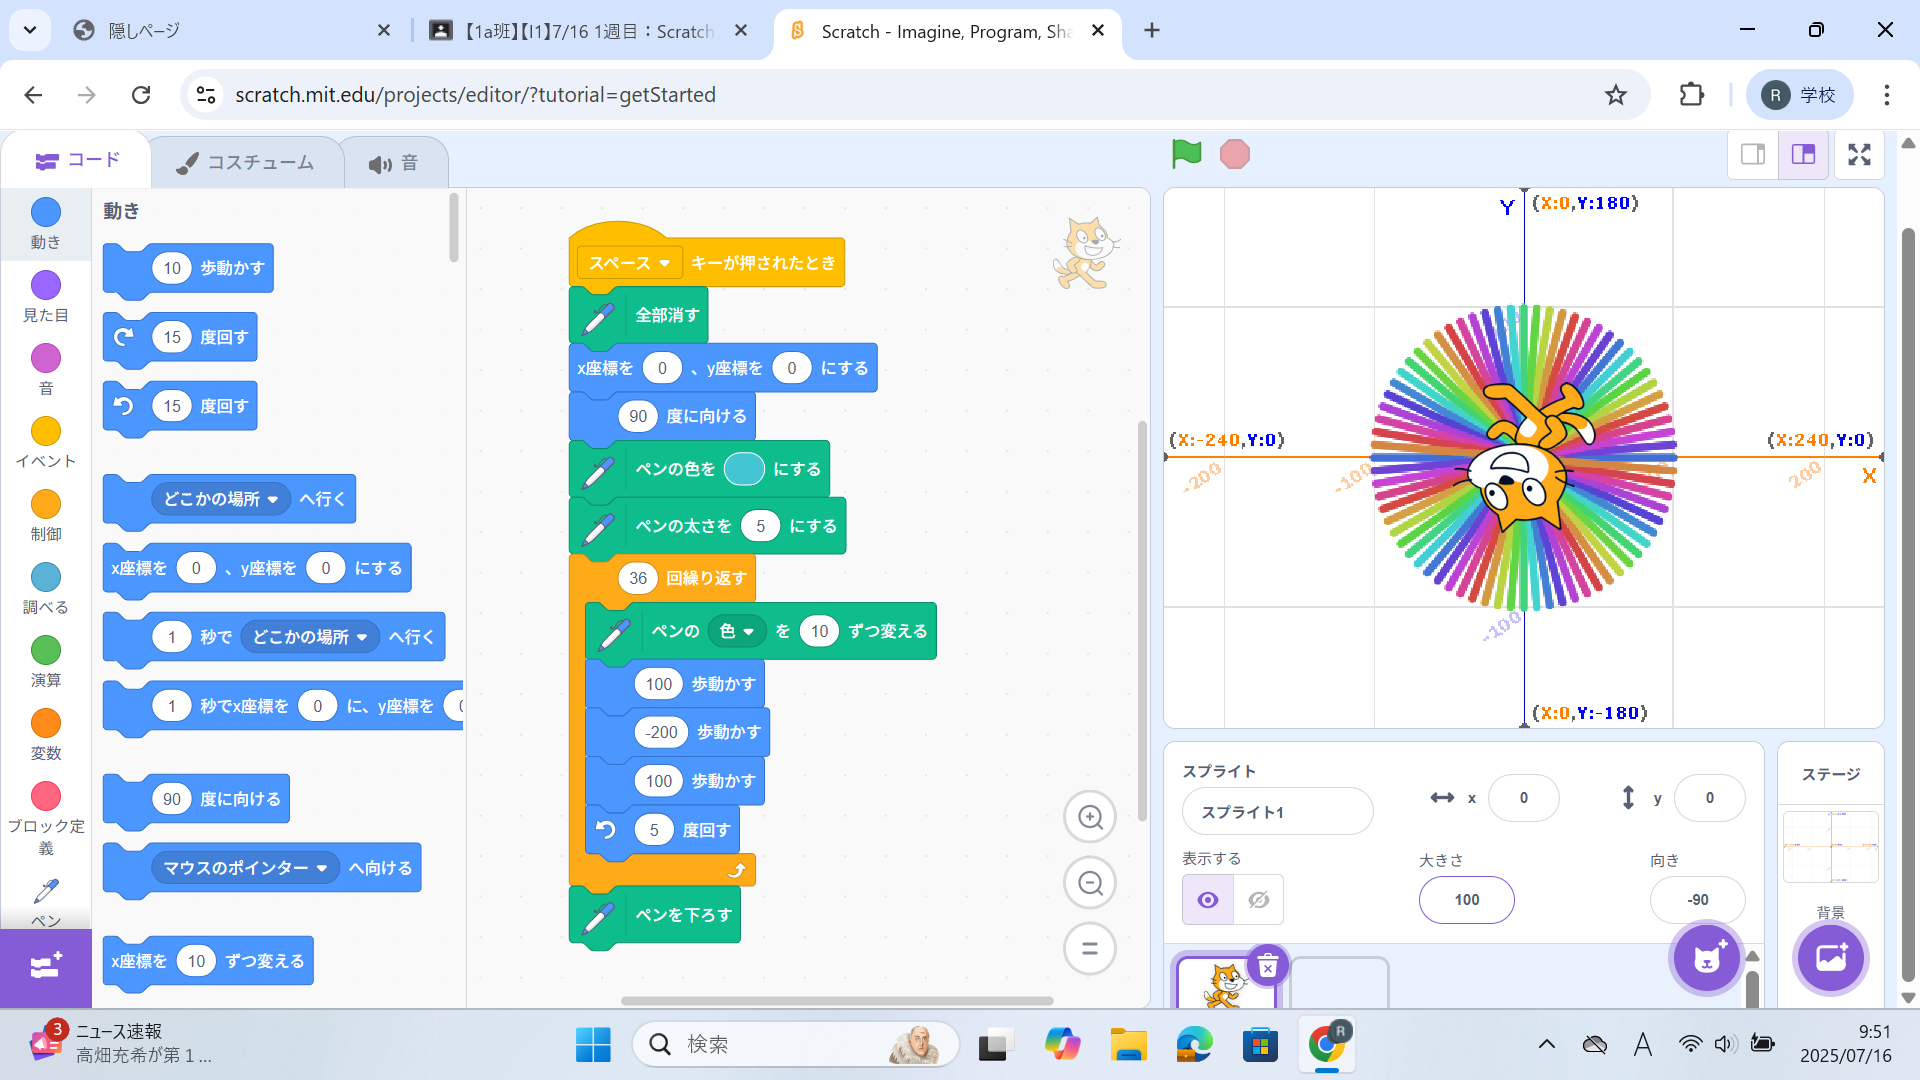 隠しページ
【1a班】【I1】7/16 1週目：Scratch
Scratch - Imagine, Program, Sha
scratch.mit.edu/projects/editor/?tutorial=getStarted
R 学校
コード
コスチューム
音
動き
見た目
音
イベント
制御
調べる
演算
変数
ブロック定
義
ペン
動き
10 歩動かす
15 度回す
15 度回す
どこかの場所 へ行く
x座標を 0 、y座標を 0 にする
1 秒で どこかの場所 へ行く
1 秒でx座標を 0 に、y座標を 0
90 度に向ける
マウスのポインター へ向ける
x座標を 10 ずつ変える
スペース キーが押されたとき
全部消す
x座標を 0 、y座標を 0 にする
90 度に向ける
ペンの色を にする
ペンの太さを 5 にする
36 回繰り返す
ペンの 色 を 10 ずつ変える
100 歩動かす
-200 歩動かす
100 歩動かす
5 度回す
ペンを下ろす
Y (X:0,Y:180)
(X:-240,Y:0)
(X:240,Y:0)
-200
-100
200
X
-100
(X:0,Y:-180)
スプライト
スプライト1
x 0
y 0
表示する
大きさ
100
向き
-90
ステージ
背景
3
ニュース速報
高畑充希が第 1 ...
検索
R
A
9:51
2025/07/16